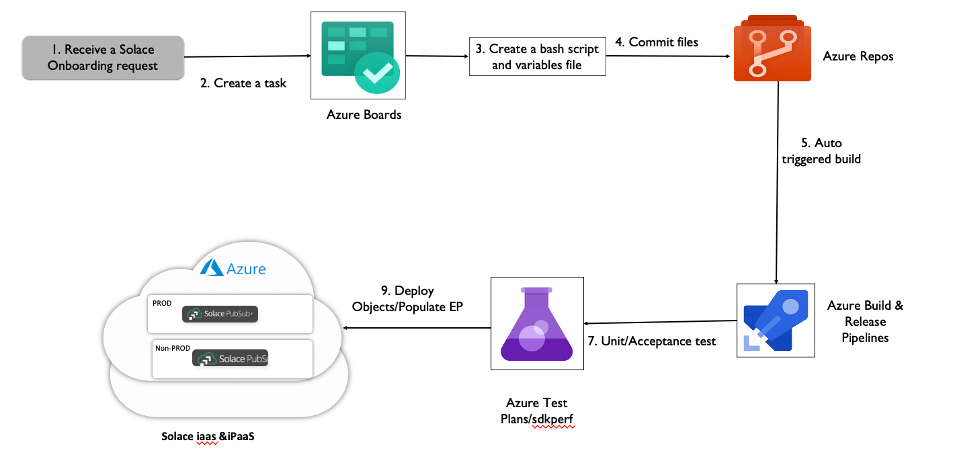 1. Receive a Solace
Onboarding request
2. Create a task
Azure Boards
3. Create a bash script
and variables file
4. Commit files
Azure Repos
5. Auto
triggered build
Azure Build &
Release
Pipelines
7. Unit/Acceptance test
Azure Test
Plans/sdkperf
9. Deploy
Objects/Populate EP
Azure
PROD
Solace PubSub+
Non-PROD
Solace PubS
Solace iaas &iPaaS